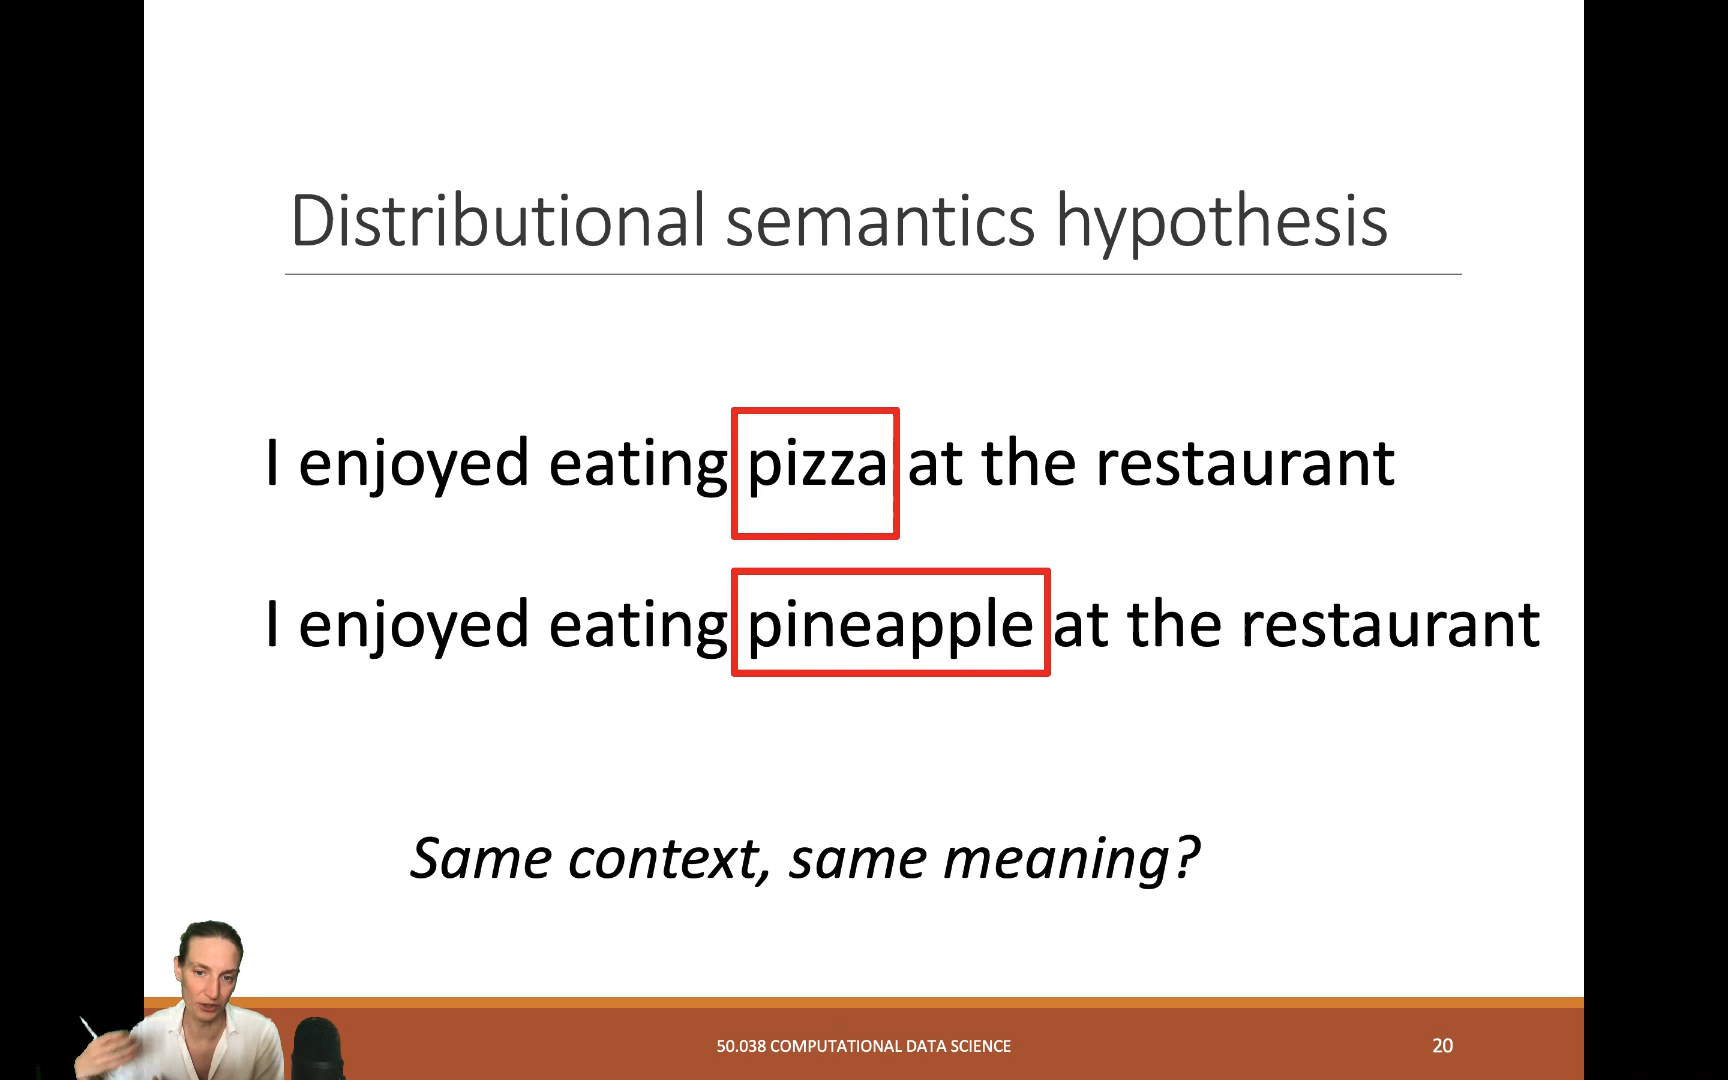 Distributional semantics hypothesis
I enjoyed eating pizza at the restaurant
I enjoyed eating pineapple at the restaurant
Same context, same meaning?
50.038 COMPUTATIONAL DATA SCIENCE
20